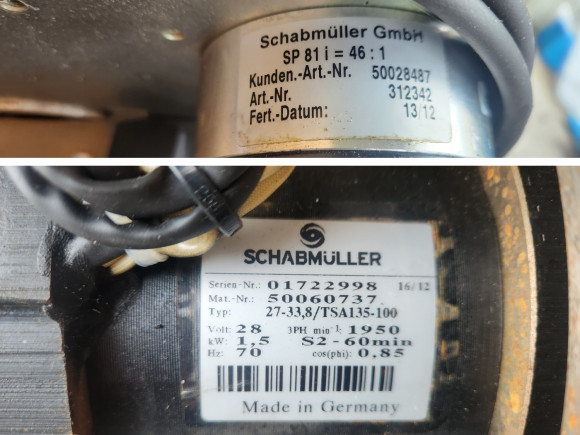 Schabmüller GmbH
SP 81 i = 46 : 1
Kunden.-Art.-Nr. 50028487
Art.-Nr. 312342
Fert.-Datum: 13/12
SCHABMÜLLER
Serien-Nr.: 01722998 16/12
Mat.-Nr.: 50060737
Typ: 27-33,8/TSA135-100
Volt: 28 3PH min-1: 1950
kW: 1,5 S2-60min
Hz: 70 cos(phi): 0,85
Made in Germany